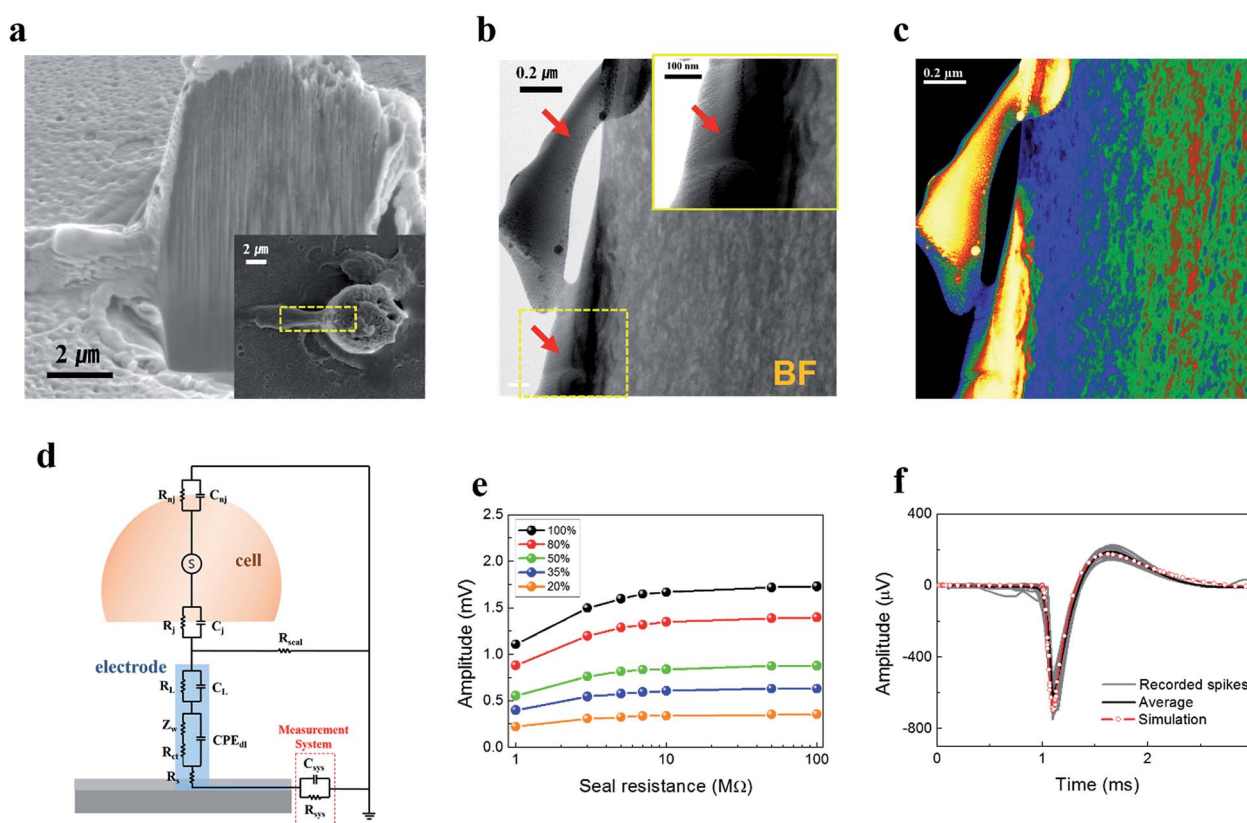 a
2 μm
2 μm
b
0.2 μm
100 nm
BF
c
0.2 μm
d
R_nj
C_nj
S
cell
R_j
C_j
R_seal
electrode
R_L
C_L
Z_w
CPE_dl
R_ct
R_s
Measurement
System
C_sys
R_sys
e
2.5
2.0
1.5
1.0
0.5
0.0
Amplitude (mV)
100%
80%
50%
35%
20%
1
10
100
Seal resistance (MΩ)
f
400
0
-400
-800
Amplitude (μV)
Recorded spikes
Average
Simulation
0
1
2
Time (ms)